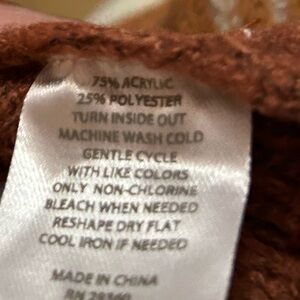 75% ACRYLIC
25% POLYESTER
TURN INSIDE OUT
MACHINE WASH COLD
GENTLE CYCLE
WITH LIKE COLORS
ONLY NON-CHLORINE
BLEACH WHEN NEEDED
RESHAPE DRY FLAT
COOL IRON IF NEEDED
MADE IN CHINA
RN